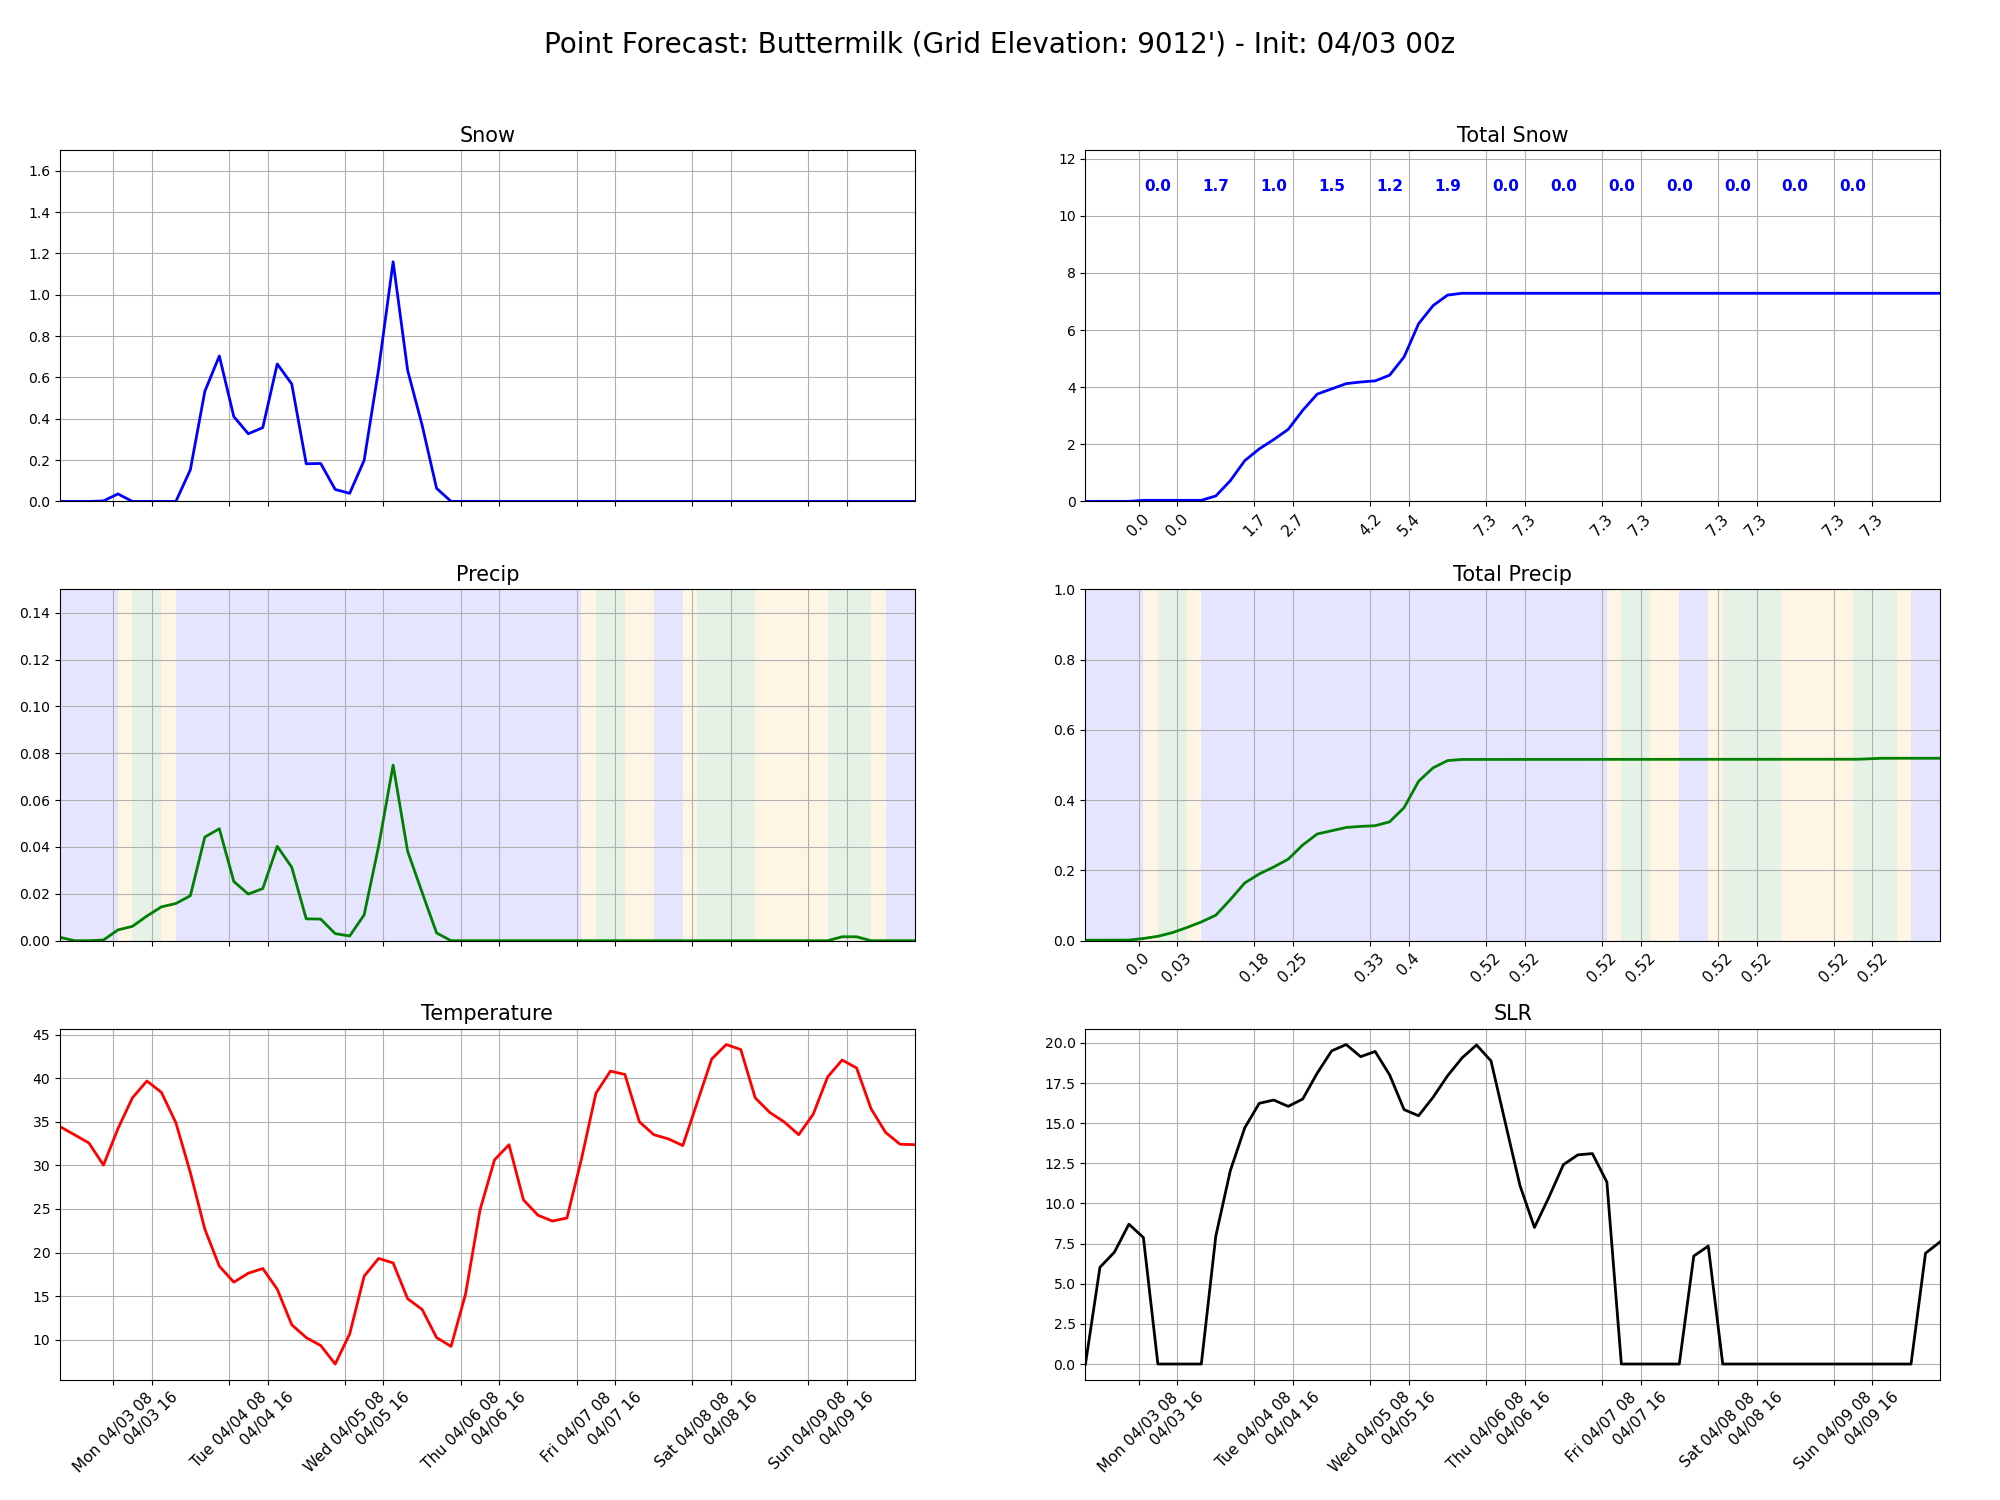 Point Forecast: Buttermilk (Grid Elevation: 9012') - Init: 04/03 00z
Snow
1.6
1.4
1.2
1.0
0.8
0.6
0.4
0.2
0.0
Total Snow
12
10
8
6
4
2
0
0.0 1.7 1.0 1.5 1.2 1.9 0.0 0.0 0.0 0.0 0.0 0.0 0.0
0.0 0.0 1.7 2.7 4.2 5.4 7.3 7.3 7.3 7.3 7.3 7.3 7.3 7.3
Precip
0.14
0.12
0.10
0.08
0.06
0.04
0.02
0.00
Total Precip
1.0
0.8
0.6
0.4
0.2
0.0
0.0 0.03 0.18 0.25 0.33 0.4 0.52 0.52 0.52 0.52 0.52 0.52 0.52 0.52
Temperature
45
40
35
30
25
20
15
10
Mon 04/03 08
04/03 16
Tue 04/04 08
04/04 16
Wed 04/05 08
04/05 16
Thu 04/06 08
04/06 16
Fri 04/07 08
04/07 16
Sat 04/08 08
04/08 16
Sun 04/09 08
04/09 16
SLR
20.0
17.5
15.0
12.5
10.0
7.5
5.0
2.5
0.0
Mon 04/03 08
04/03 16
Tue 04/04 08
04/04 16
Wed 04/05 08
04/05 16
Thu 04/06 08
04/06 16
Fri 04/07 08
04/07 16
Sat 04/08 08
04/08 16
Sun 04/09 08
04/09 16